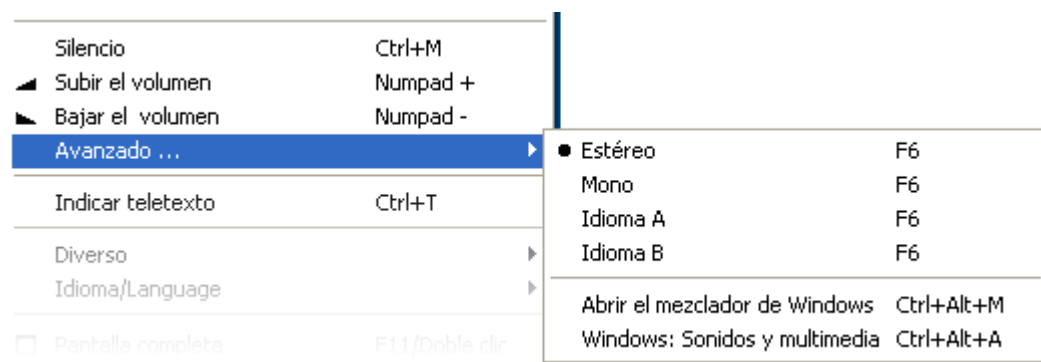 Silencio Ctrl+M
Subir el volumen Numpad +
Bajar el volumen Numpad -
Avanzado ...
Indicar teletexto Ctrl+T
Diverso
Idioma/Language
Pantalla completa F11/Doble clic
Estéreo F6
Mono F6
Idioma A F6
Idioma B F6
Abrir el mezclador de Windows Ctrl+Alt+M
Windows: Sonidos y multimedia Ctrl+Alt+A